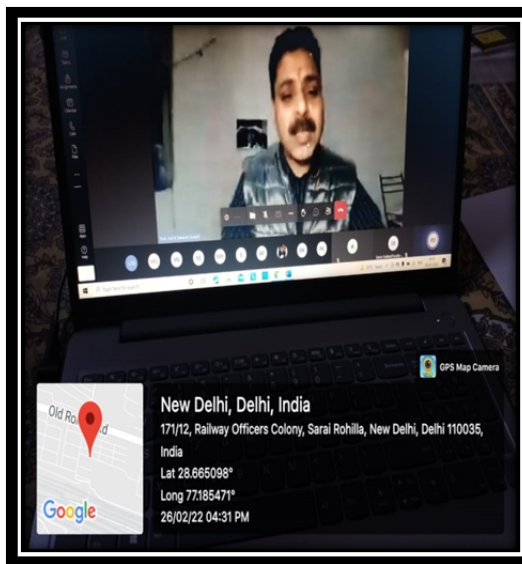 GPS Map Camera
Old Ro
d
Google
New Delhi, Delhi, India
171/12, Railway Officers Colony, Sarai Rohilla, New Delhi, Delhi 110035,
India
Lat 28.665098°
Long 77.185471°
26/02/22 04:31 PM